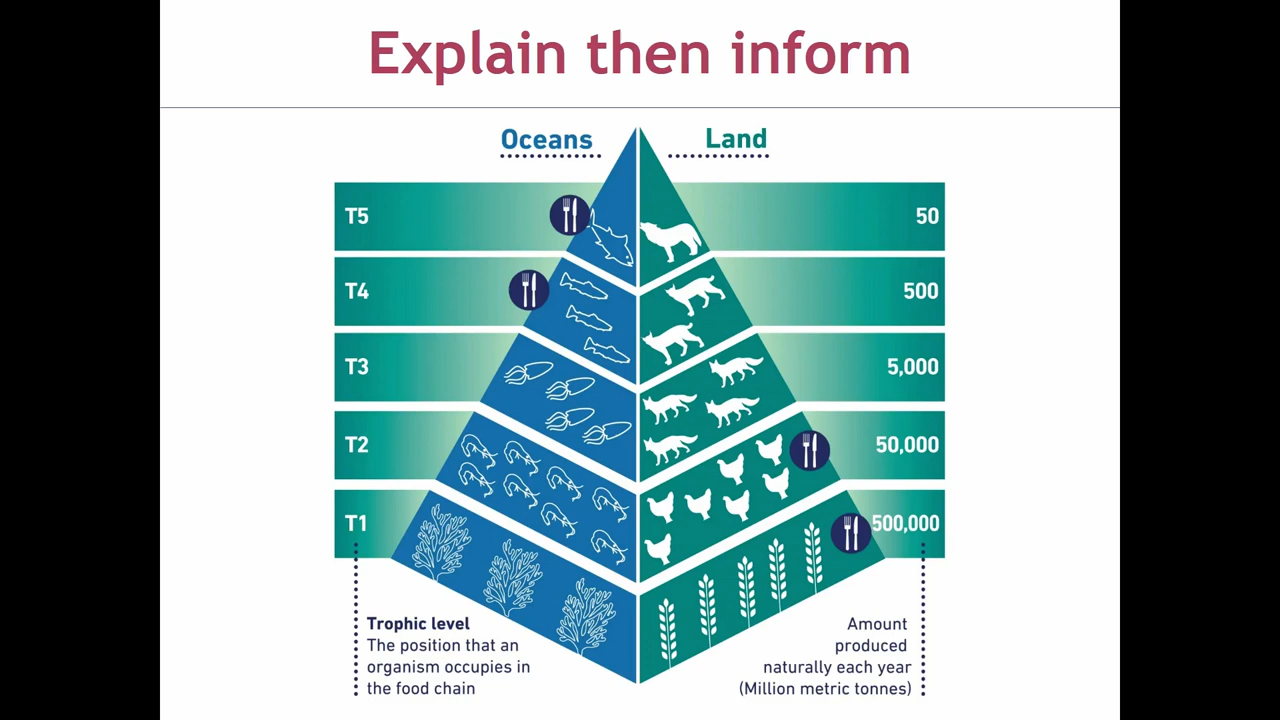 Explain then inform
Oceans
Land
T5
50
T4
500
T3
5,000
T2
50,000
T1
500,000
Trophic level
The position that an
organism occupies in
the food chain
Amount
produced
naturally each year
(Million metric tonnes)